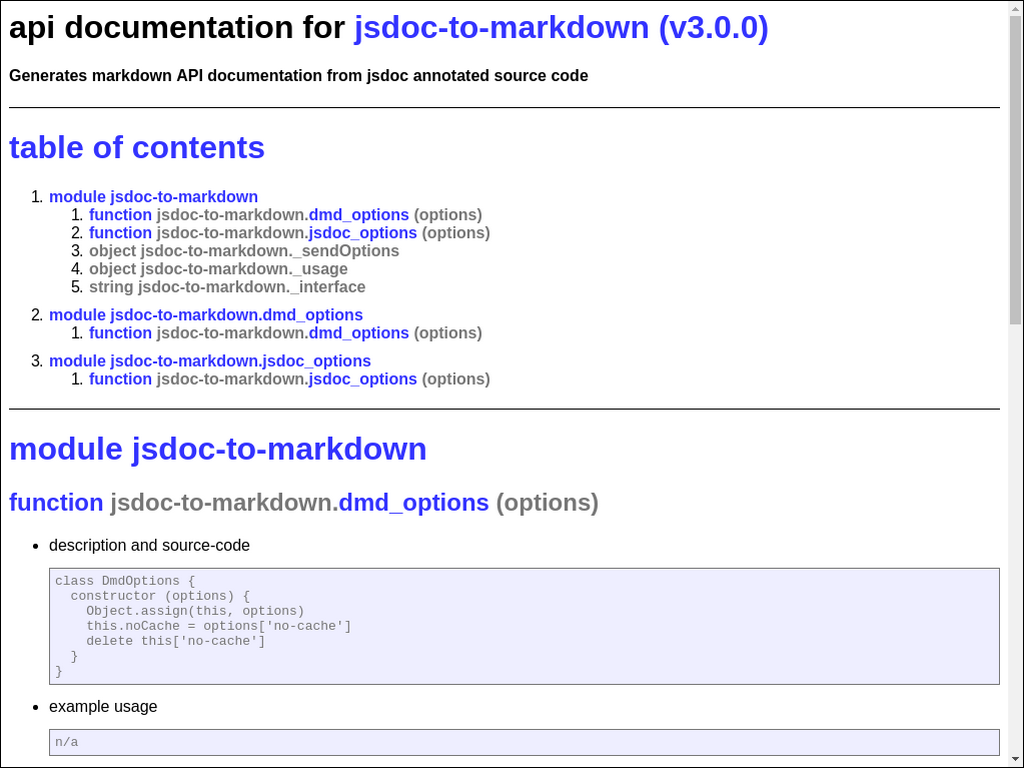 api documentation for jsdoc-to-markdown (v3.0.0)
Generates markdown API documentation from jsdoc annotated source code
table of contents
1. module jsdoc-to-markdown
1. function jsdoc-to-markdown.dmd_options (options)
2. function jsdoc-to-markdown.jsdoc_options (options)
3. object jsdoc-to-markdown._sendOptions
4. object jsdoc-to-markdown._usage
5. string jsdoc-to-markdown._interface
2. module jsdoc-to-markdown.dmd_options
1. function jsdoc-to-markdown.dmd_options (options)
3. module jsdoc-to-markdown.jsdoc_options
1. function jsdoc-to-markdown.jsdoc_options (options)
module jsdoc-to-markdown
function jsdoc-to-markdown.dmd_options (options)
• description and source-code
class DmdOptions {
  constructor (options) {
    Object.assign(this, options)
    this.noCache = options['no-cache']
    delete this['no-cache']
  }
}
• example usage
n/a